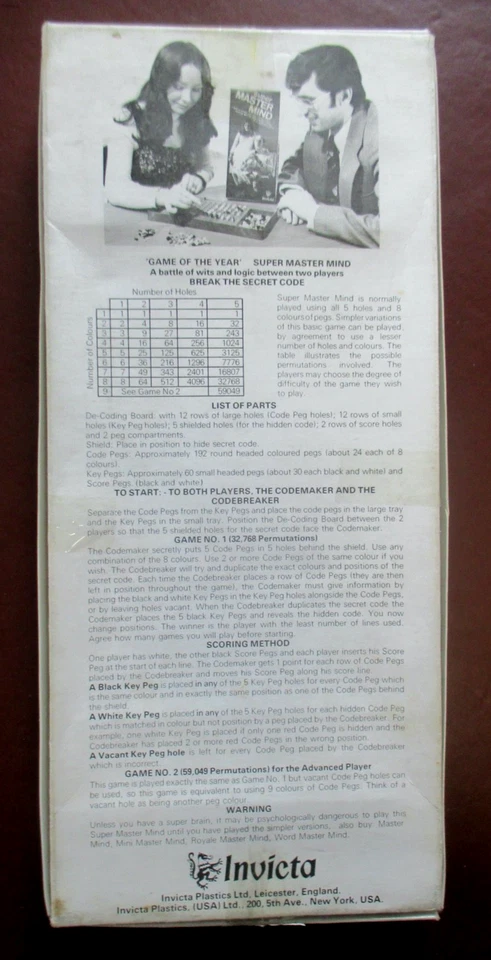 SUPER
MASTER
MIND
'GAME OF THE YEAR' SUPER MASTER MIND
A battle of wits and logic between two players
BREAK THE SECRET CODE
Number of Holes
Number of Colours
1 2 3 4 5
1 1 1 1 1 1
2 2 4 8 16 32
3 3 9 27 81 243
4 4 16 64 256 1024
5 5 25 125 625 3125
6 6 36 216 1296 7776
7 7 49 343 2401 16807
8 8 64 512 4096 32768
9 See Game No 2 59049
Super Master Mind is normally
played using all 5 holes and 8
colours of pegs. Simpler variations
of this basic game can be played
by agreement to use a lesser
number of holes and colours. The
table illustrates the possible
permutations involved. The
players may choose the degree of
difficulty of the game they wish
to play.
LIST OF PARTS
De-Coding Board: with 12 rows of large holes (Code Peg holes); 12 rows of small
holes (Key Peg holes); 5 shielded holes (for the hidden code); 2 rows of score holes
and 2 peg compartments.
Shield: Place in position to hide secret code.
Code Pegs: Approximately 192 round headed coloured pegs (about 24 each of 8
colours).
Key Pegs: Approximately 60 small headed pegs (about 30 each black and white) and
Score Pegs. (black and white)
TO START: - TO BOTH PLAYERS, THE CODEMAKER AND THE
CODEBREAKER
Separate the Code Pegs from the Key Pegs and place the code pegs in the large tray
and the Key Pegs in the small tray. Position the De-Coding Board between the 2
players so that the 5 shielded holes for the secret code face the Codemaker.
GAME NO. 1 (32,768 Permutations)
The Codemaker secretly puts 5 Code Pegs in 5 holes behind the shield. Use any
combination of the 8 colours. Use 2 or more Code Pegs of the same colour if you
wish. The Codebreaker will try and duplicate the exact colours and positions of the
secret code. Each time the Codebreaker places a row of Code Pegs (they are then
left in position throughout the game), the Codemaker must give information by
placing the black and white Key Pegs in the Key Peg holes alongside the Code Pegs,
or by leaving holes vacant. When the Codebreaker duplicates the secret code the
Codemaker places the 5 black Key Pegs and reveals the hidden code. You now
change positions. The winner is the player with the least number of lines used.
Agree how many games you will play before starting.
SCORING METHOD
One player has white, the other black Score Pegs and each player inserts his Score
Peg at the start of each line. The Codemaker gets 1 point for each row of Code Pegs
placed by the Codebreaker and moves his Score Peg along his score line.
A Black Key Peg is placed in any of the 5 Key Peg holes for every Code Peg which
is the same colour and in exactly the same position as one of the Code Pegs behind
the shield.
A White Key Peg is placed in any of the 5 Key Peg holes for each hidden Code Peg
which is matched in colour but not position by a peg placed by the Codebreaker. For
example, one white Key Peg is placed if only one red Code Peg is hidden and the
Codebreaker has placed 2 or more red Code Pegs in the wrong position.
A Vacant Key Peg hole is left for every Code Peg placed by the Codebreaker
which is incorrect.
GAME NO. 2 (59,049 Permutations) for the Advanced Player
This game is played exactly the same as Game No. 1 but vacant Code Peg holes can
be used, so this game is equivalent to using 9 colours of Code Pegs. Think of a
vacant hole as being another peg colour.
WARNING
Unless you have a super brain, it may be psychologically dangerous to play this
Super Master Mind until you have played the simpler versions, also buy: Master
Mind, Mini Master Mind, Royale Master Mind, Word Master Mind.
Invicta
Invicta Plastics Ltd, Leicester, England.
Invicta Plastics, (USA) Ltd., 200, 5th Ave., New York, USA.